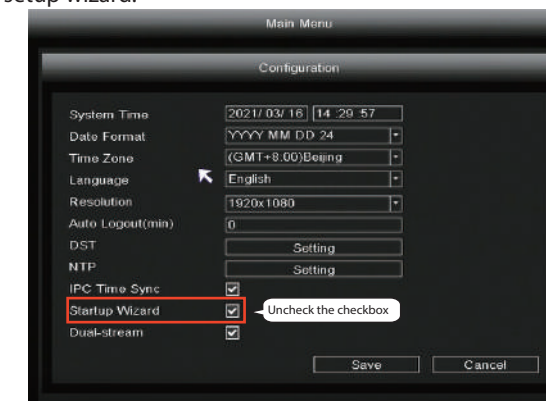 setup wizard.
Main Menu
Configuration
System Time 2021/ 03/ 16 14 :29 :57
Date Format YYYY MM DD 24
Time Zone (GMT+8:00)Beijing
Language English
Resolution 1920x1080
Auto Logout(min) 0
DST Setting
NTP Setting
IPC Time Sync
Startup Wizard Uncheck the checkbox
Dual-stream
Save Cancel